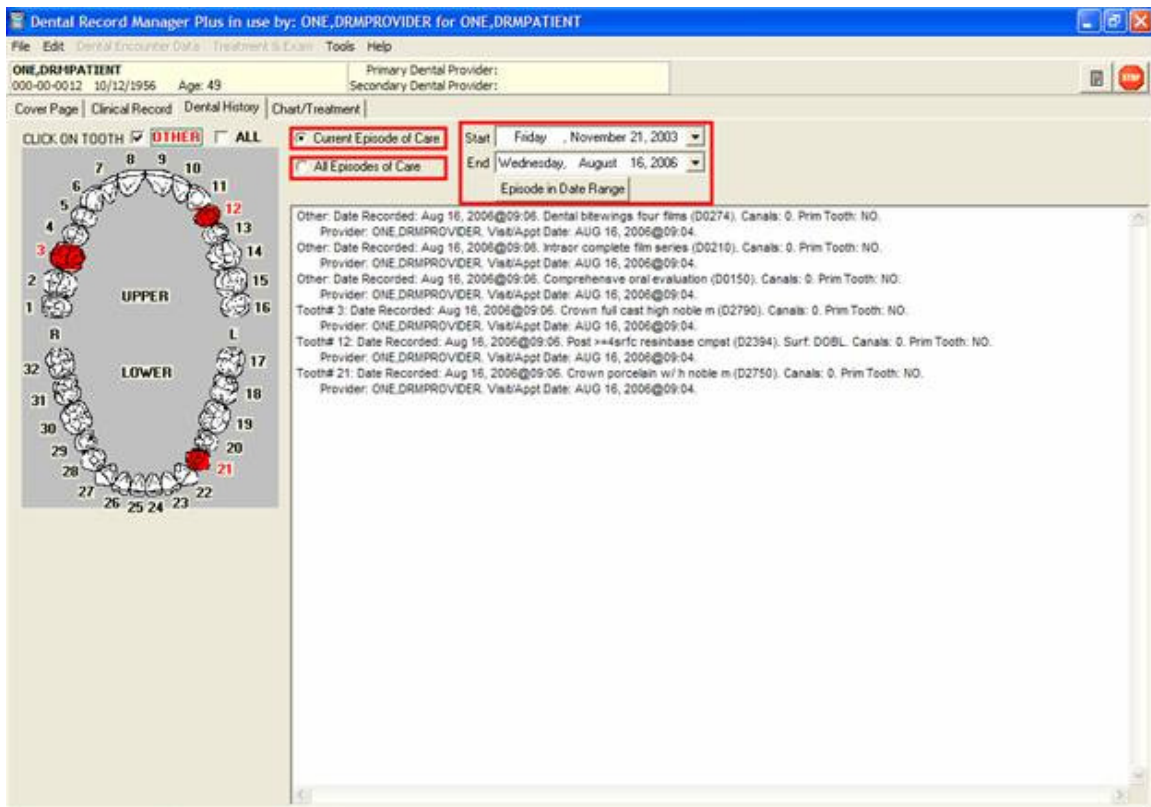 Dental Record Manager Plus in use by: ONE,DRMPROVIDER for ONE,DRMPATIENT
File Edit Dental Encounter Data Treatment & Exam Tools Help
ONE,DRMPATIENT
000-00-0012 10/12/1956 Age: 49
Primary Dental Provider:
Secondary Dental Provider:
STOP
Cover Page Clinical Record Dental History Chart/Treatment
CLICK ON TOOTH OTHER ALL
Current Episode of Care
All Episodes of Care
Start Friday , November 21, 2003
End Wednesday, August 16, 2006
Episode in Date Range
7 8 9 10
6 11
5 12
4 13
3 14
2 15
1 UPPER 16
R L
32 LOWER 17
31 18
30 19
29 20
28 21
27 22
26 25 24 23
Other: Date Recorded: Aug 16, 2006@09:06. Dental bitewings four films (D0274). Canals: 0. Prim Tooth: NO.
Provider: ONE,DRMPROVIDER. Visit/Appt Date: AUG 16, 2006@09:04.
Other: Date Recorded: Aug 16, 2006@09:06. Intraor complete film series (D0210). Canals: 0. Prim Tooth: NO.
Provider: ONE,DRMPROVIDER. Visit/Appt Date: AUG 16, 2006@09:04.
Other: Date Recorded: Aug 16, 2006@09:06. Comprehensve oral evaluation (D0150). Canals: 0. Prim Tooth: NO.
Provider: ONE,DRMPROVIDER. Visit/Appt Date: AUG 16, 2006@09:04.
Tooth# 3: Date Recorded: Aug 16, 2006@09:06. Crown full cast high noble m (D2790). Canals: 0. Prim Tooth: NO.
Provider: ONE,DRMPROVIDER. Visit/Appt Date: AUG 16, 2006@09:04.
Tooth# 12: Date Recorded: Aug 16, 2006@09:06. Post >=4srfc resinbase cmpst (D2394). Surf: DOBL. Canals: 0. Prim Tooth: NO.
Provider: ONE,DRMPROVIDER. Visit/Appt Date: AUG 16, 2006@09:04.
Tooth# 21: Date Recorded: Aug 16, 2006@09:06. Crown porcelain w/ h noble m (D2750). Canals: 0. Prim Tooth: NO.
Provider: ONE,DRMPROVIDER. Visit/Appt Date: AUG 16, 2006@09:04.